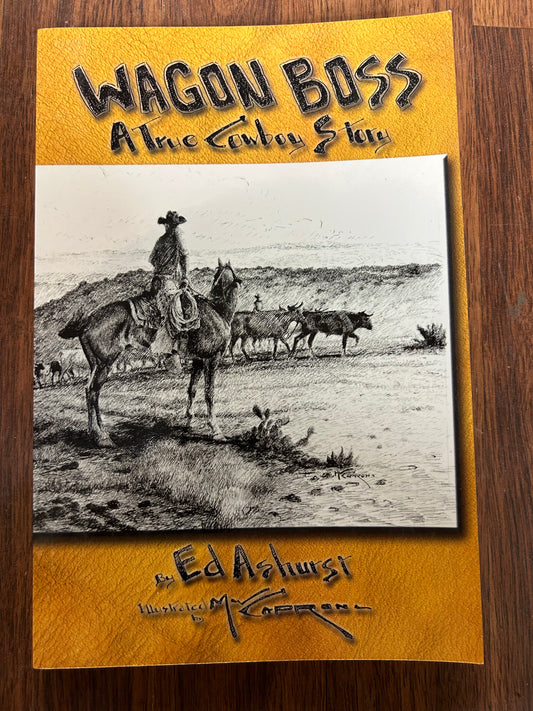 WAGON BOSS
A True Cowboy Story
By Ed Ashurst
Illustrated
by